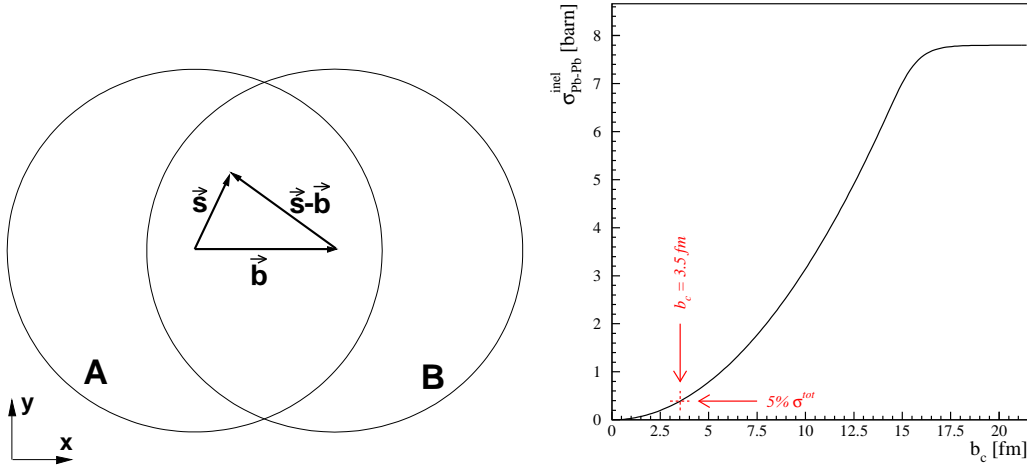 A
B
s⃗
s⃗-b⃗
b⃗
y
x
σ^inel_Pb-Pb [barn]
8
7
6
5
4
3
2
1
0
b_c = 3.5 fm
5% σ^tot
0 2.5 5 7.5 10 12.5 15 17.5 20
b_c [fm]